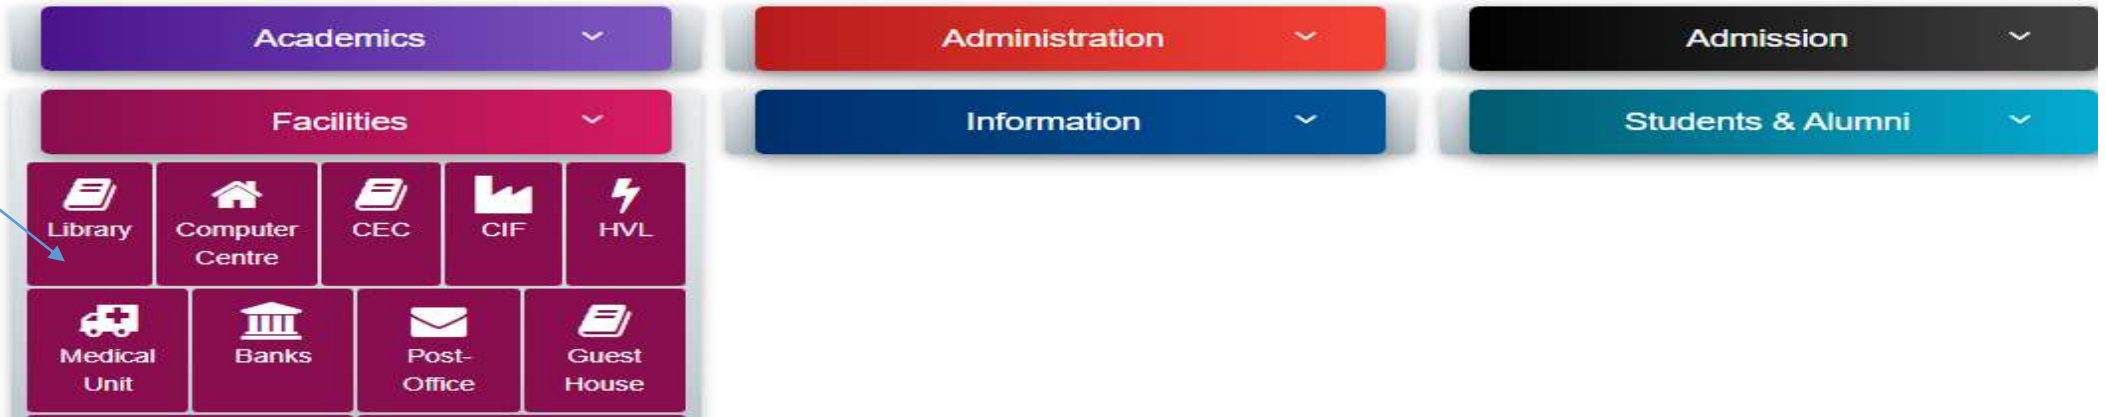 Academics
Administration
Admission
Facilities
Information
Students & Alumni
Library
Computer
Centre
CEC
CIF
HVL
Medical
Unit
Banks
Post-
Office
Guest
House